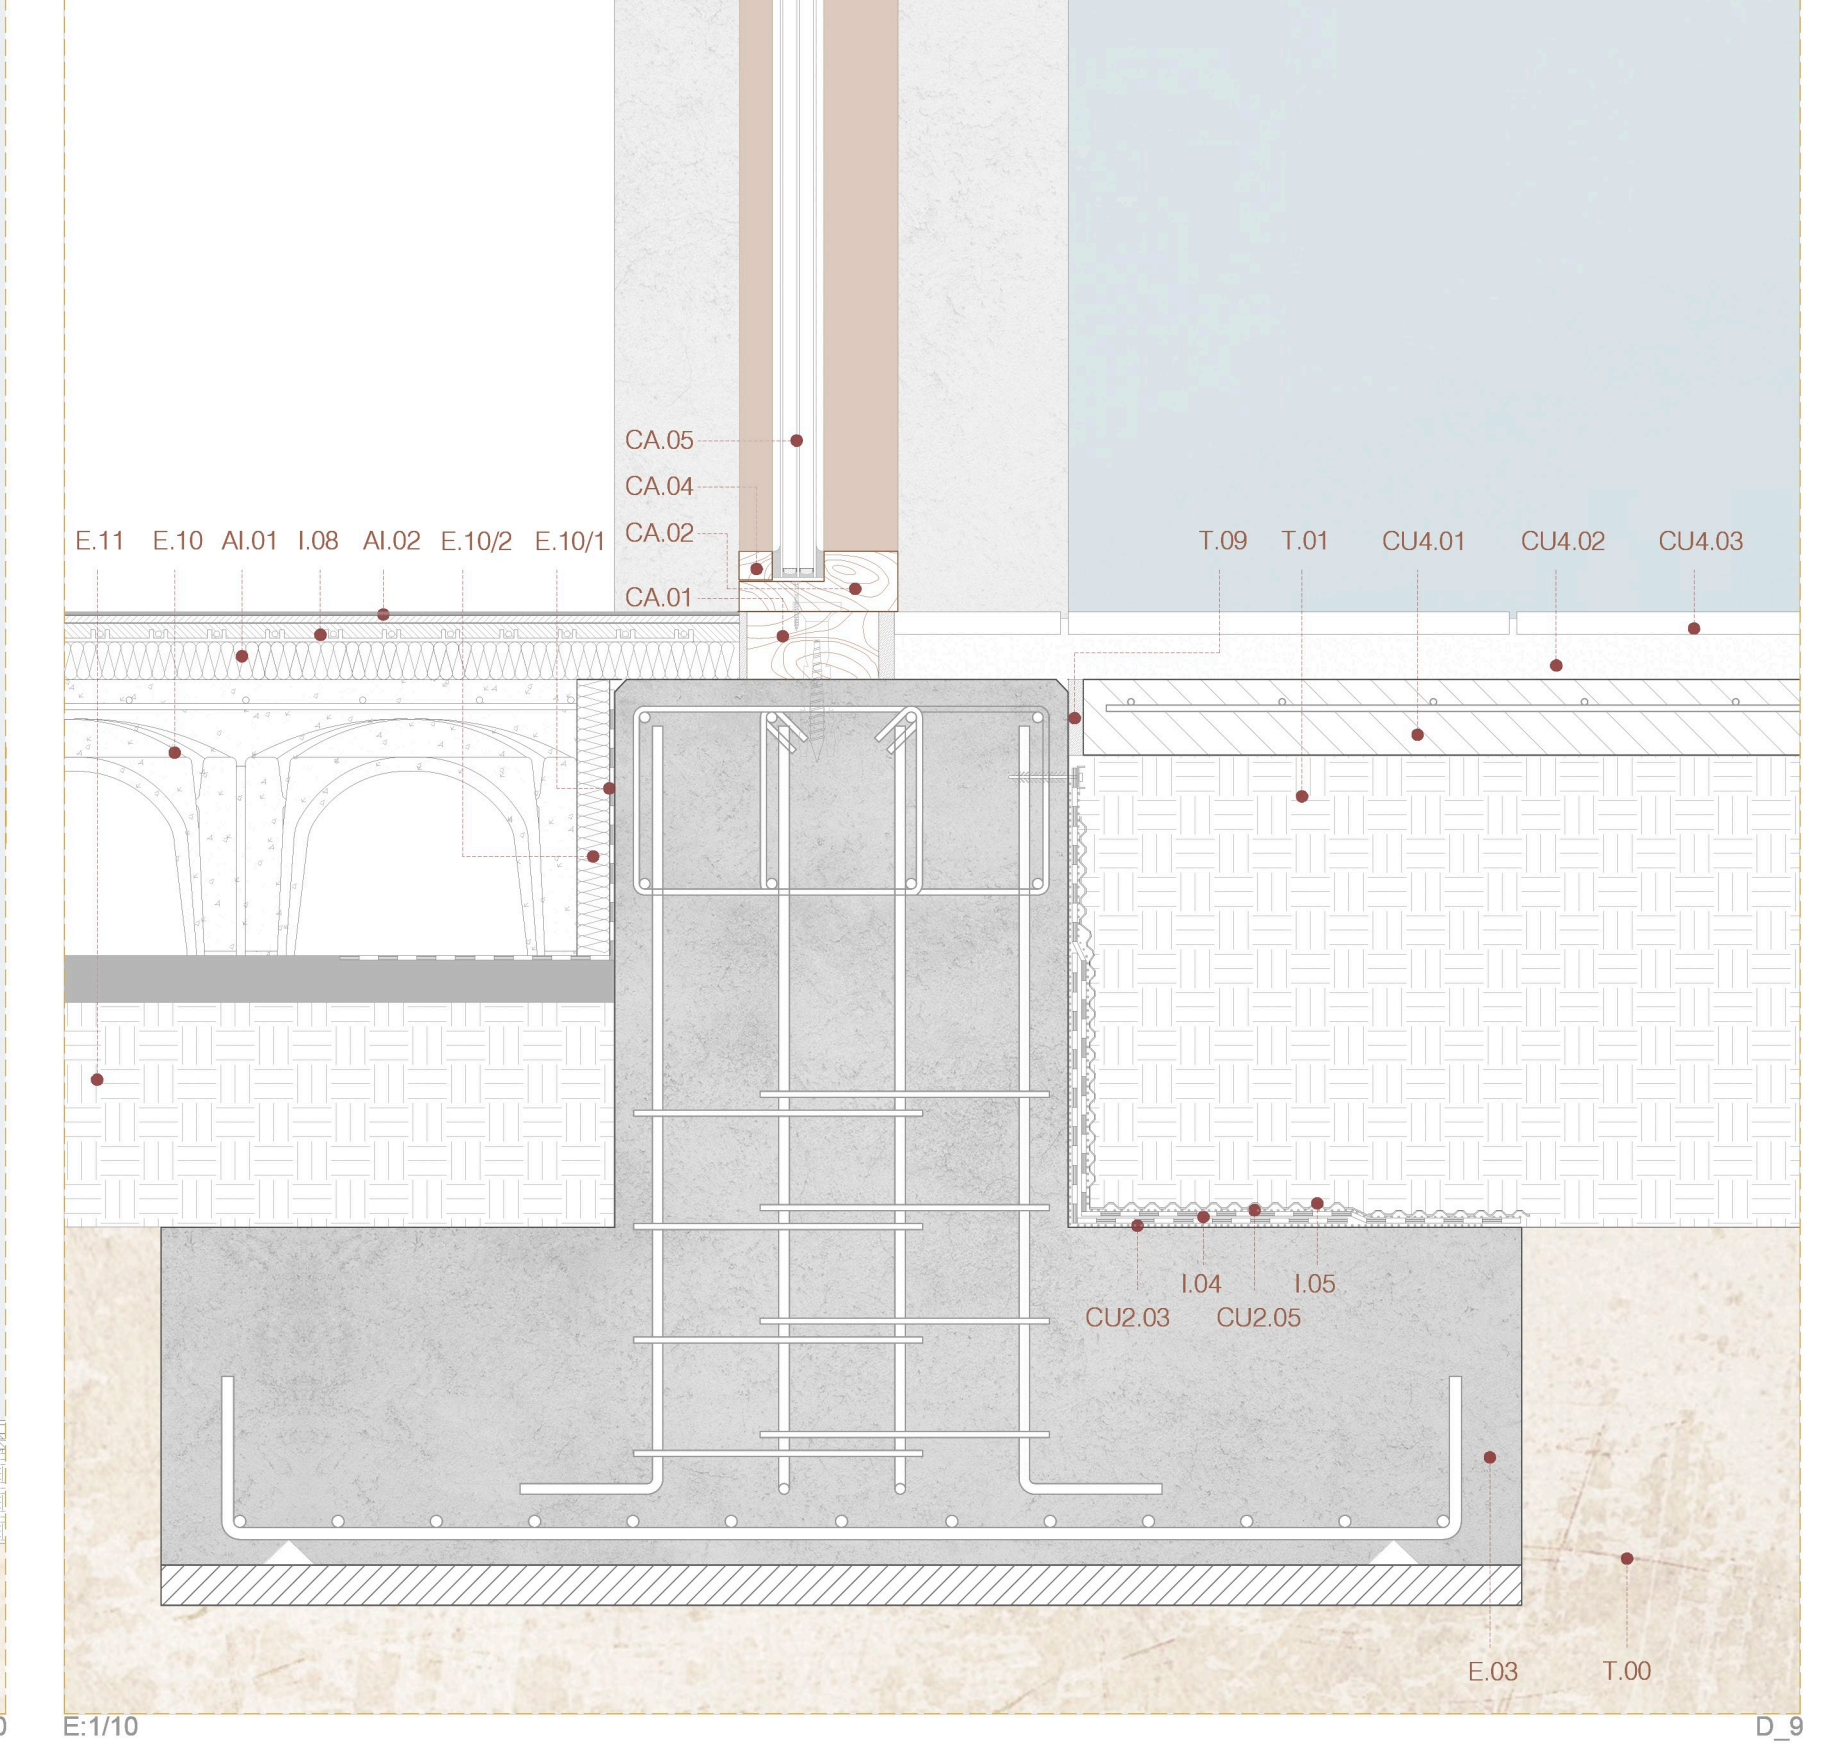 CA.05
CA.04
CA.02
E.11 E.10 AI.01 I.08 AI.02 E.10/2 E.10/1
T.09 T.01 CU4.01 CU4.02 CU4.03
CA.01
I.04 I.05
CU2.03 CU2.05
E.03 T.00
0 E:1/10 D_9